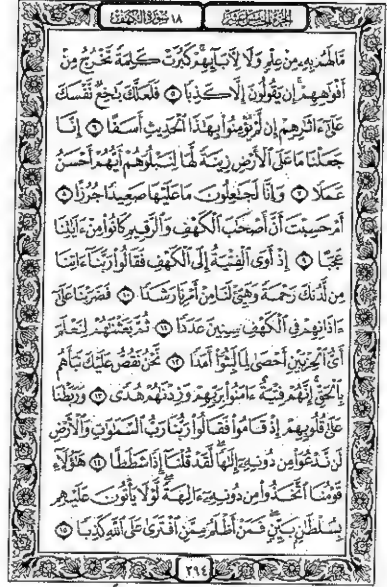 الجزء الخامس عشر
١٨ سورة الكهف
مَّا لَهُم بِهِۦ مِنْ عِلْمٍ وَلَا لِـَٔابَآئِهِمْ ۚ كَبُرَتْ كَلِمَةً تَخْرُجُ مِنْ
أَفْوَٰهِهِمْ ۚ إِن يَقُولُونَ إِلَّا كَذِبًا ٥ فَلَعَلَّكَ بَٰخِعٌ نَّفْسَكَ
عَلَىٰٓ ءَاثَٰرِهِمْ إِن لَّمْ يُؤْمِنُوا۟ بِهَٰذَا ٱلْحَدِيثِ أَسَفًا ٦ إِنَّا
جَعَلْنَا مَا عَلَى ٱلْأَرْضِ زِينَةً لَّهَا لِنَبْلُوَهُمْ أَيُّهُمْ أَحْسَنُ
عَمَلًا ٧ وَإِنَّا لَجَٰعِلُونَ مَا عَلَيْهَا صَعِيدًا جُرُزًا ٨
أَمْ حَسِبْتَ أَنَّ أَصْحَٰبَ ٱلْكَهْفِ وَٱلرَّقِيمِ كَانُوا۟ مِنْ ءَايَٰتِنَا
عَجَبًا ٩ إِذْ أَوَى ٱلْفِتْيَةُ إِلَى ٱلْكَهْفِ فَقَالُوا۟ رَبَّنَآ ءَاتِنَا
مِن لَّدُنكَ رَحْمَةً وَهَيِّئْ لَنَا مِنْ أَمْرِنَا رَشَدًا ١٠ فَضَرَبْنَا عَلَىٰٓ
ءَاذَانِهِمْ فِى ٱلْكَهْفِ سِنِينَ عَدَدًا ١١ ثُمَّ بَعَثْنَٰهُمْ لِنَعْلَمَ
أَىُّ ٱلْحِزْبَيْنِ أَحْصَىٰ لِمَا لَبِثُوٓا۟ أَمَدًا ١٢ نَّحْنُ نَقُصُّ عَلَيْكَ نَبَأَهُم
بِٱلْحَقِّ ۚ إِنَّهُمْ فِتْيَةٌ ءَامَنُوا۟ بِرَبِّهِمْ وَزِدْنَٰهُمْ هُدًى ١٣ وَرَبَطْنَا
عَلَىٰ قُلُوبِهِمْ إِذْ قَامُوا۟ فَقَالُوا۟ رَبُّنَا رَبُّ ٱلسَّمَٰوَٰتِ وَٱلْأَرْضِ
لَن نَّدْعُوَا۟ مِن دُونِهِۦٓ إِلَٰهًا ۖ لَّقَدْ قُلْنَآ إِذًا شَطَطًا ١٤ هَٰٓؤُلَآءِ
قَوْمُنَا ٱتَّخَذُوا۟ مِن دُونِهِۦٓ ءَالِهَةً ۖ لَّوْلَا يَأْتُونَ عَلَيْهِم
بِسُلْطَٰنٍۭ بَيِّنٍ ۖ فَمَنْ أَظْلَمُ مِمَّنِ ٱفْتَرَىٰ عَلَى ٱللَّهِ كَذِبًا ١٥
٢٩٤